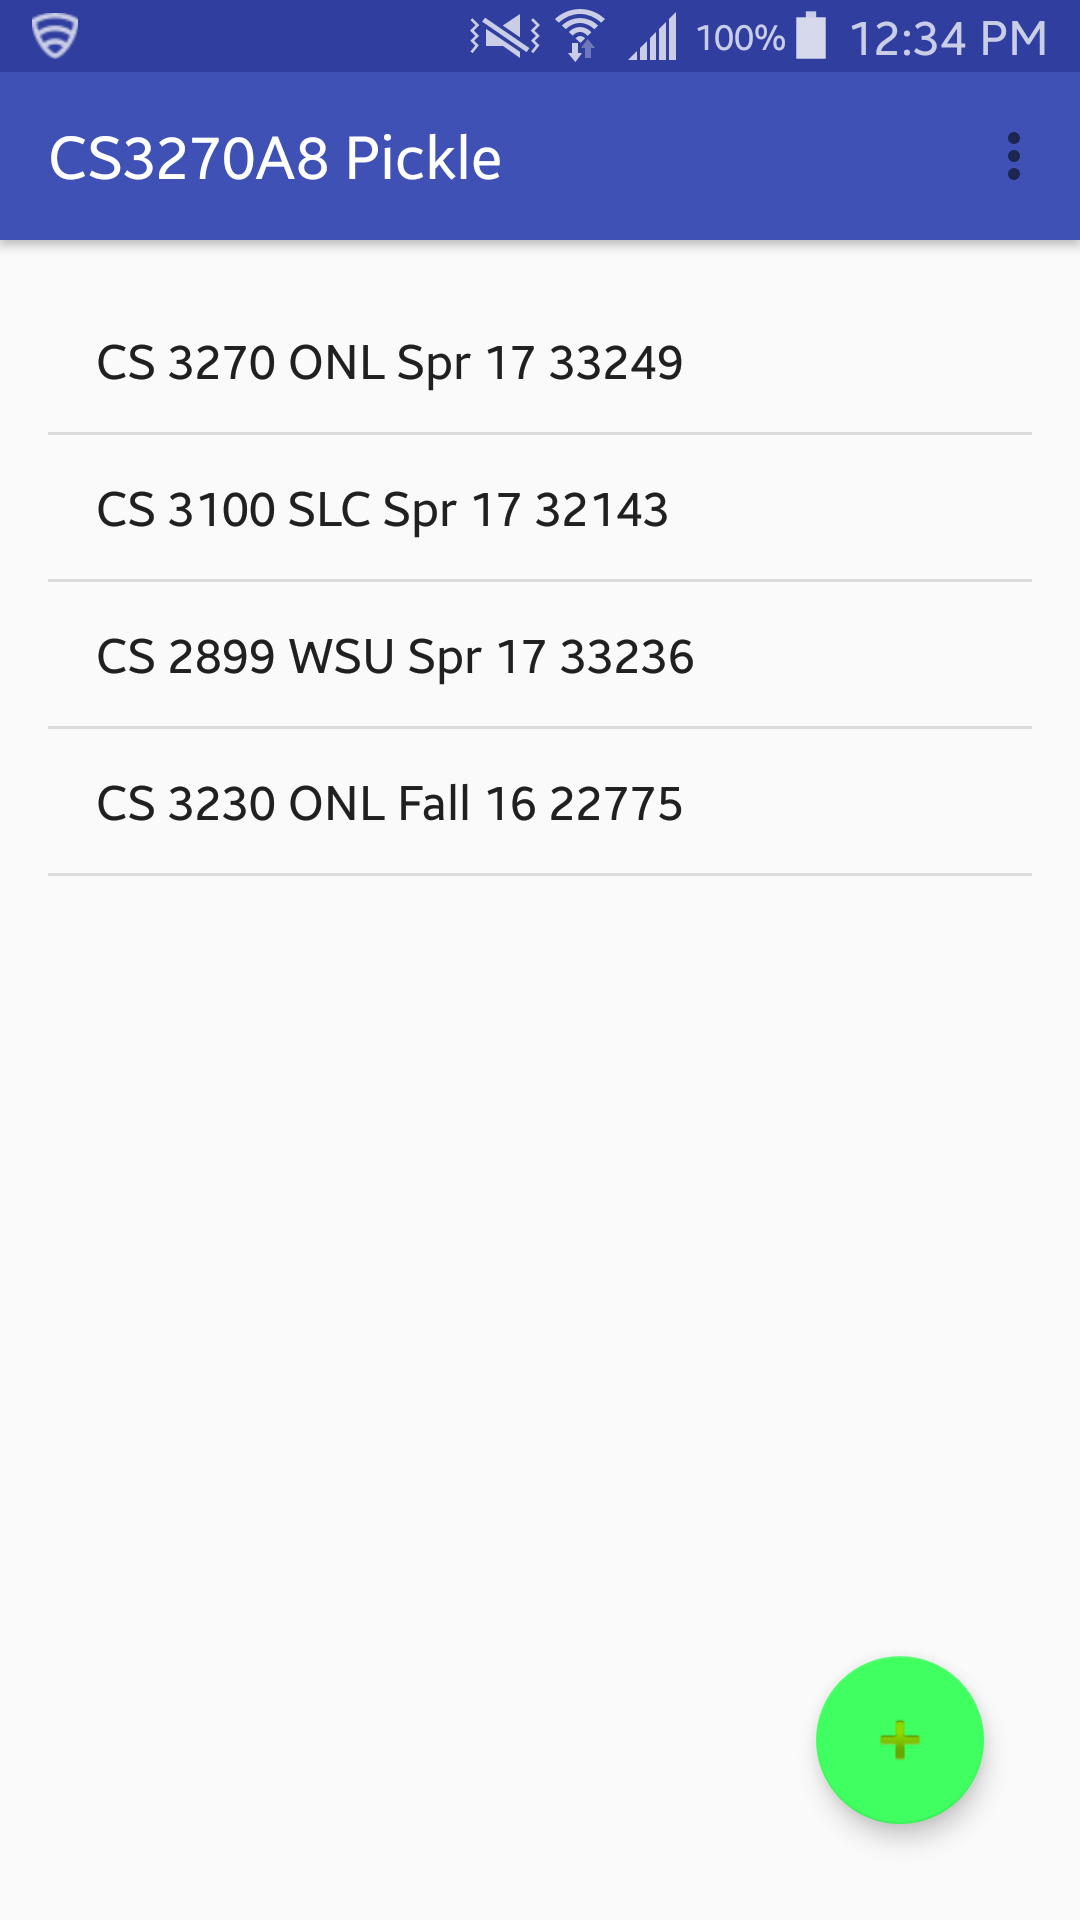 100% 12:34 PM
CS3270A8 Pickle
CS 3270 ONL Spr 17 33249
CS 3100 SLC Spr 17 32143
CS 2899 WSU Spr 17 33236
CS 3230 ONL Fall 16 22775